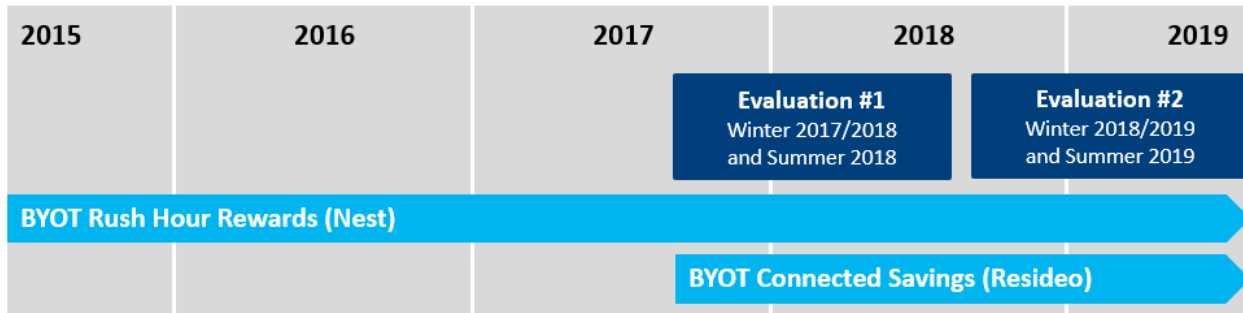 2015 2016 2017 2018 2019
Evaluation #1
Winter 2017/2018
and Summer 2018
Evaluation #2
Winter 2018/2019
and Summer 2019
BYOT Rush Hour Rewards (Nest)
BYOT Connected Savings (Resideo)